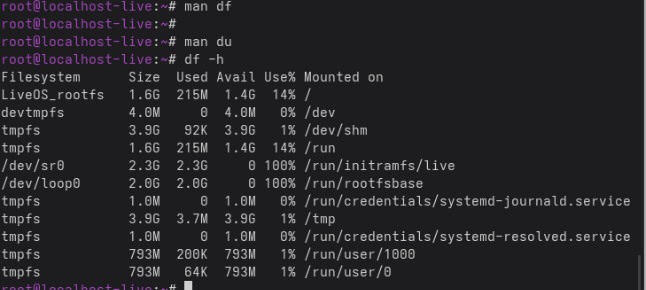 root@localhost-live:~# man df
root@localhost-live:~#
root@localhost-live:~# man du
root@localhost-live:~# df -h
Filesystem      Size  Used Avail Use% Mounted on
LiveOS_rootfs   1.6G  215M  1.4G  14% /
devtmpfs        4.0M     0  4.0M   0% /dev
tmpfs           3.9G   92K  3.9G   1% /dev/shm
tmpfs           1.6G  215M  1.4G  14% /run
/dev/sr0        2.3G  2.3G     0 100% /run/initramfs/live
/dev/loop0      2.0G  2.0G     0 100% /run/rootfsbase
tmpfs           1.0M     0  1.0M   0% /run/credentials/systemd-journald.service
tmpfs           3.9G  3.7M  3.9G   1% /tmp
tmpfs           1.0M     0  1.0M   0% /run/credentials/systemd-resolved.service
tmpfs           793M  200K  793M   1% /run/user/1000
tmpfs           793M   64K  793M   1% /run/user/0
root@localhost-live:~#